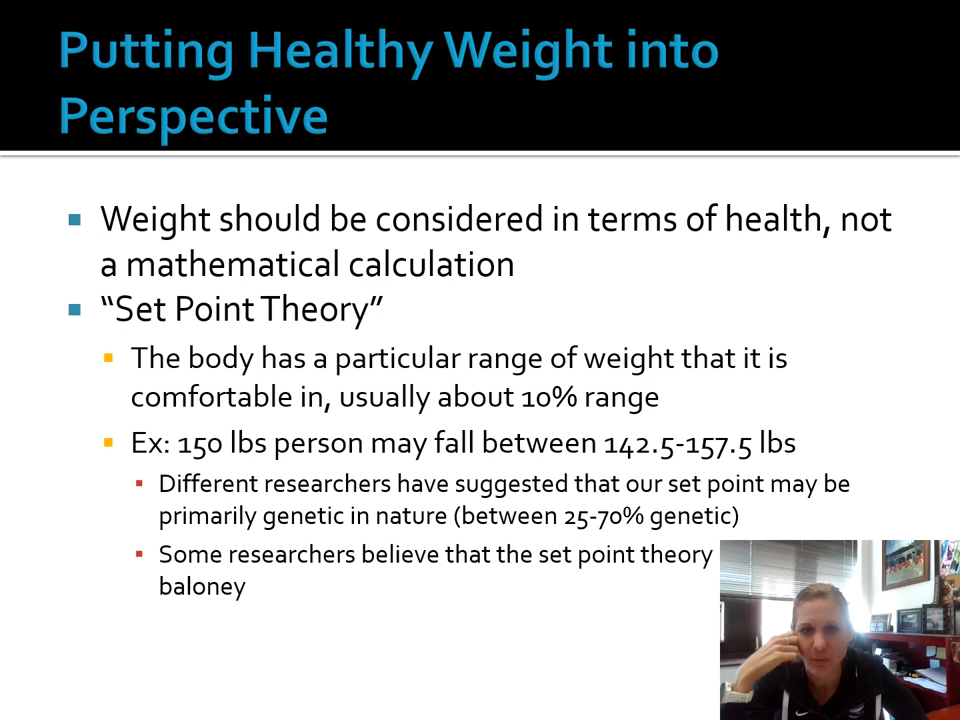 Putting Healthy Weight into
Perspective
Weight should be considered in terms of health, not
a mathematical calculation
“Set Point Theory”
The body has a particular range of weight that it is
comfortable in, usually about 10% range
Ex: 150 lbs person may fall between 142.5-157.5 lbs
Different researchers have suggested that our set point may be
primarily genetic in nature (between 25-70% genetic)
Some researchers believe that the set point theory
baloney